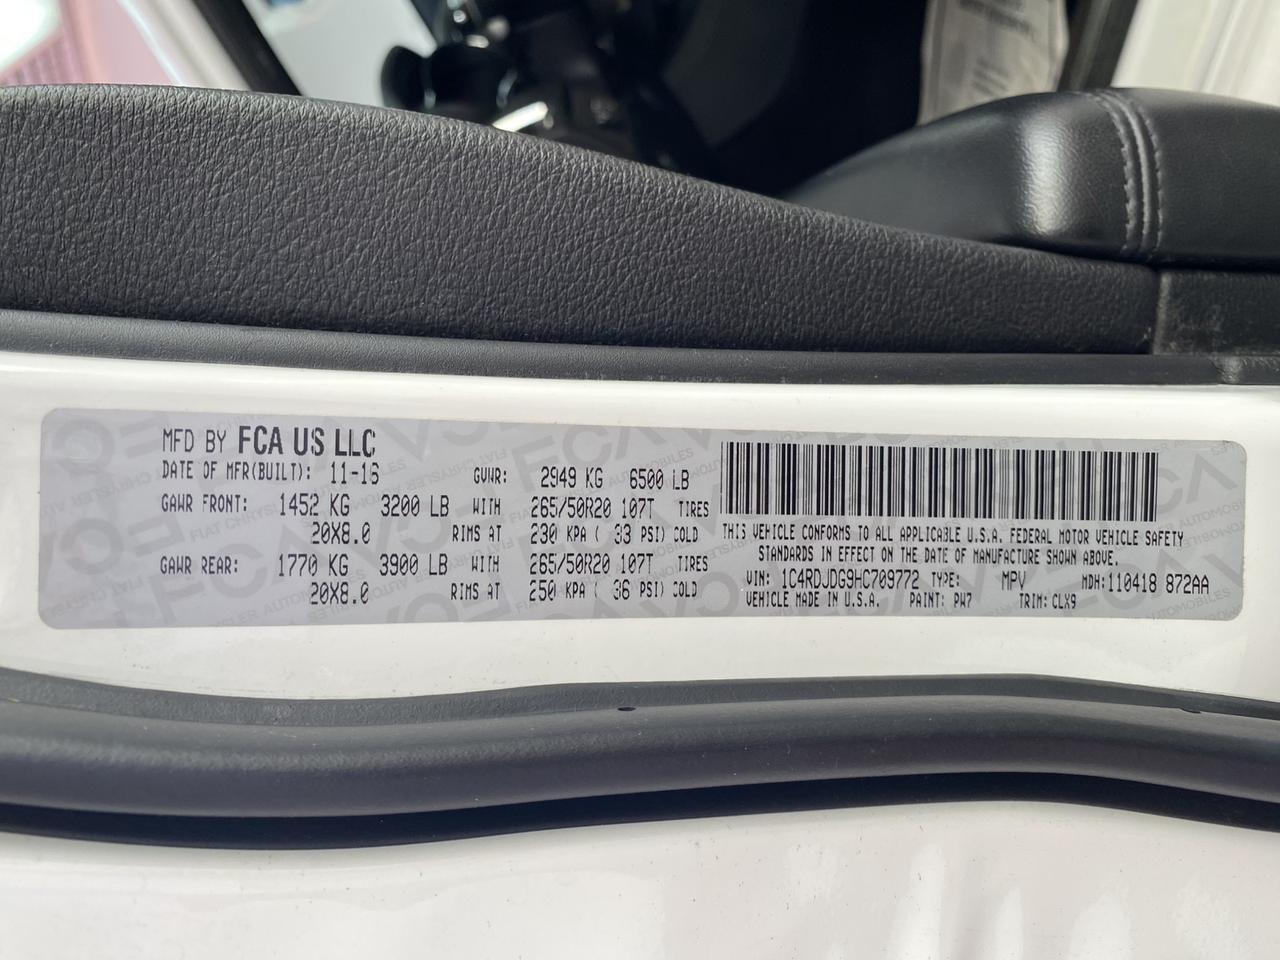 MFD BY FCA US LLC
DATE OF MFR(BUILT): 11-16 GVWR: 2949 KG 6500 LB
GAWR FRONT: 1452 KG 3200 LB WITH 265/50R20 107T TIRES
20X8.0 RIMS AT 230 KPA ( 33 PSI) COLD
GAWR REAR: 1770 KG 3900 LB WITH 265/50R20 107T TIRES
20X8.0 RIMS AT 250 KPA ( 36 PSI) COLD
THIS VEHICLE CONFORMS TO ALL APPLICABLE U.S.A. FEDERAL MOTOR VEHICLE SAFETY
STANDARDS IN EFFECT ON THE DATE OF MANUFACTURE SHOWN ABOVE.
VIN: 1C4RDJDG9HC709772 TYPE: MPV MDH: 110418 872AA
VEHICLE MADE IN U.S.A. PAINT: PW7 TRIM: CLX9